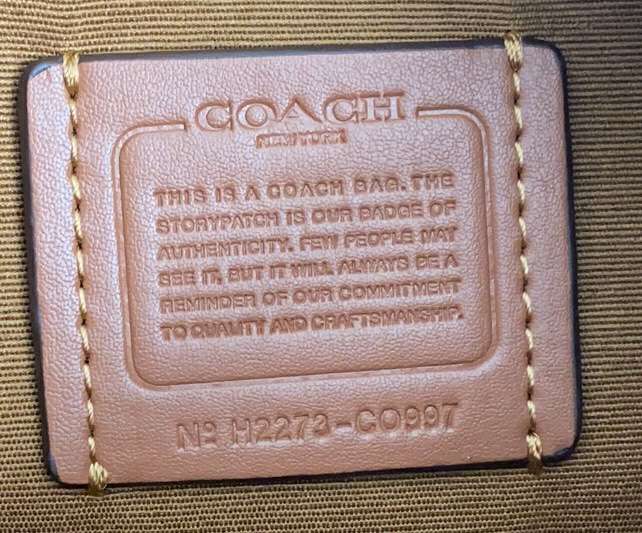 COACH
NEW YORK
THIS IS A COACH BAG. THE
STORYPATCH IS OUR BADGE OF
AUTHENTICITY. FEW PEOPLE MAY
SEE IT, BUT IT WILL ALWAYS BE A
REMINDER OF OUR COMMITMENT
TO QUALITY AND CRAFTSMANSHIP.
Nº H2273-CO997